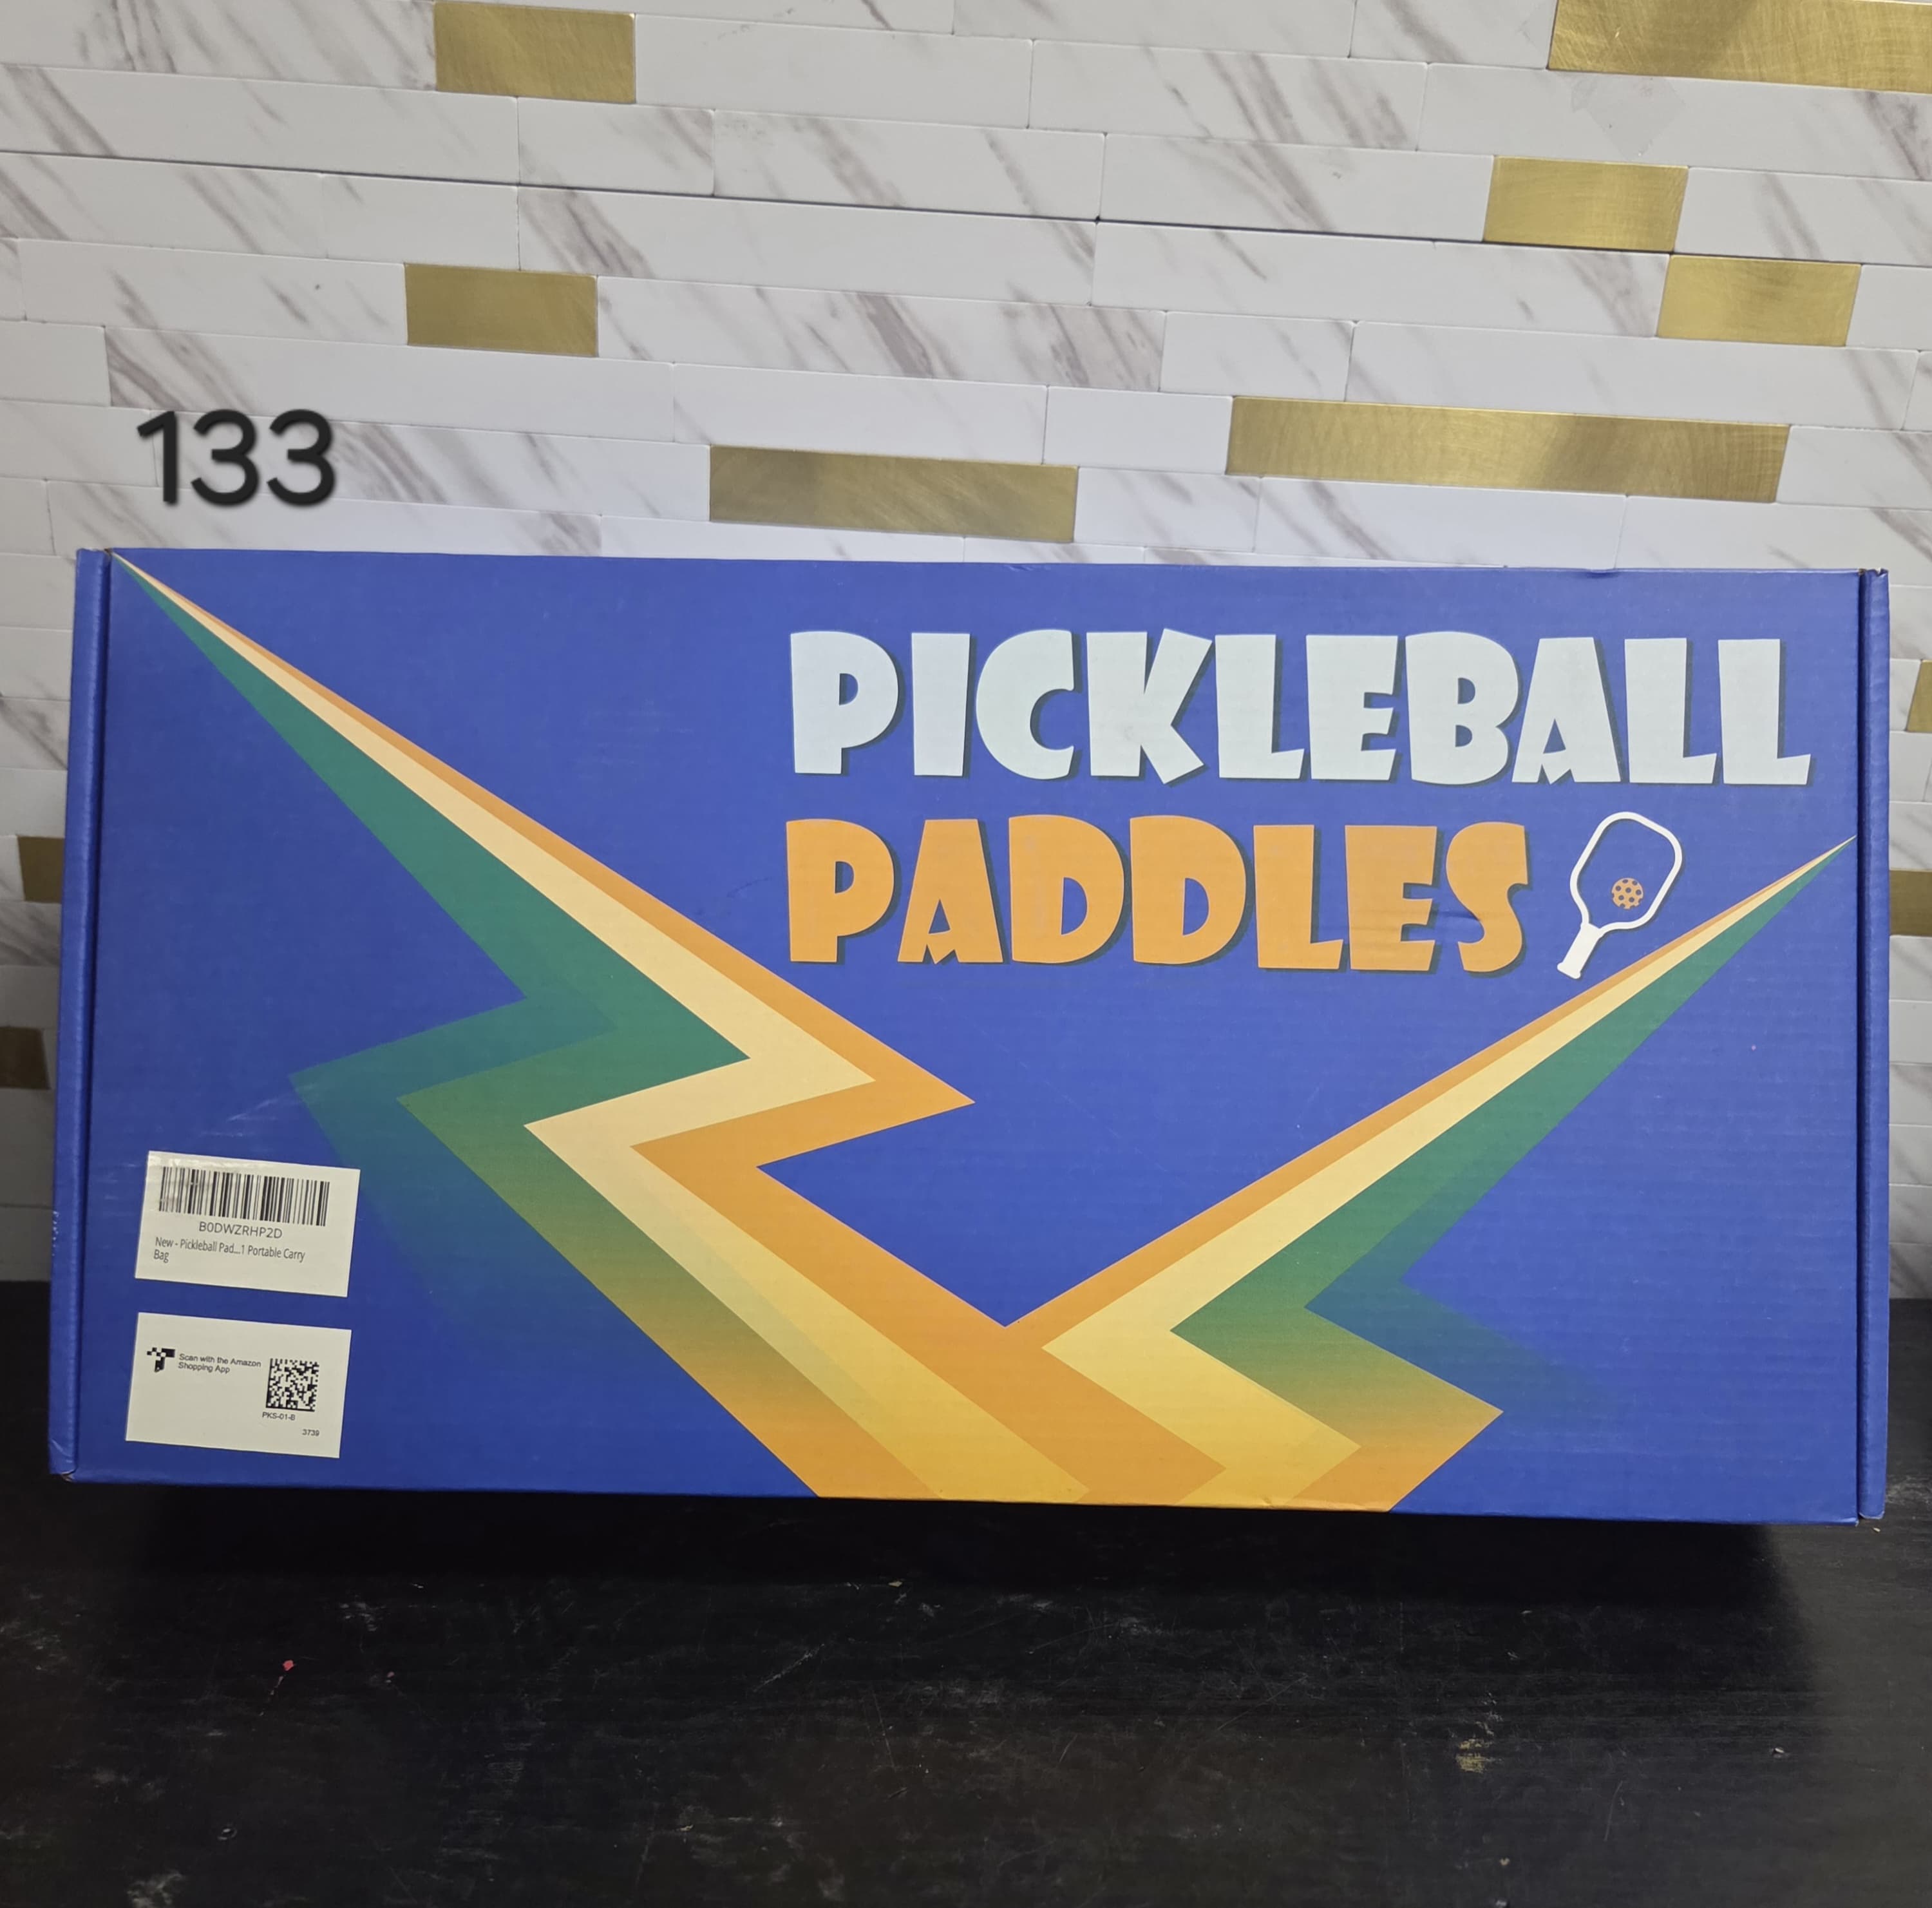 133
PICKLEBALL
PADDLES
B0DWZRHP2D
New - Pickleball Pad...1 Portable Carry
Bag
Scan with the Amazon
Shopping App
PKS-01-B
3739